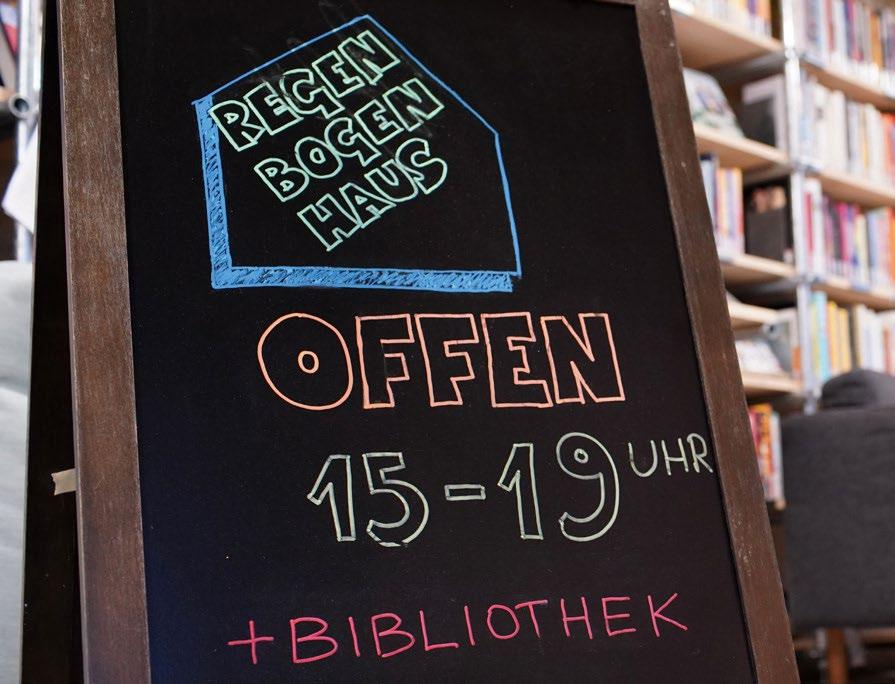 REGEN
BOGEN
HAUS
OFFEN
15-19 UHR
+BIBLIOTHEK